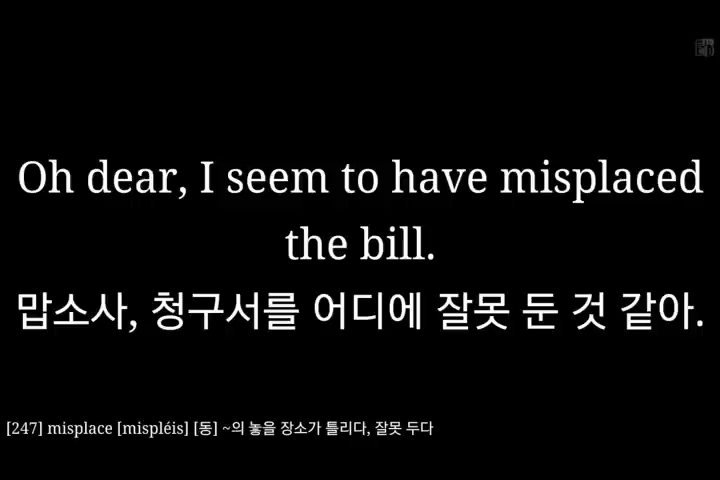 Oh dear, I seem to have misplaced
the bill.
맙소사, 청구서를 어디에 잘못 둔 것 같아.
[247] misplace [mispléis] [동] ~의 놓을 장소가 틀리다, 잘못 두다